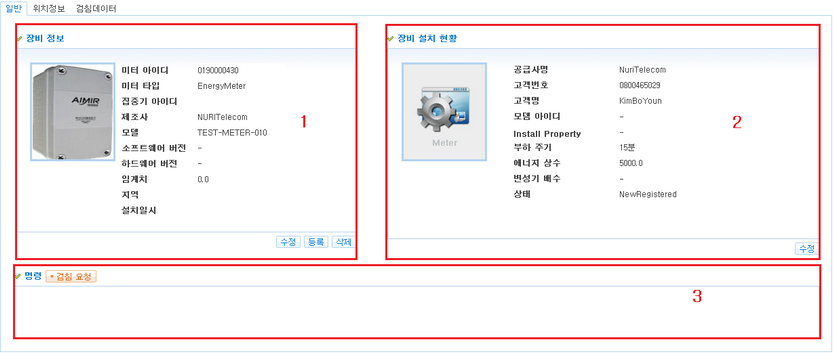 일반 위치정보 검침데이터
장비 정보
미터 아이디 0190000430
미터 타입 EnergyMeter
집중기 아이디
제조사 NURITelecom
모델 TEST-METER-010
소프트웨어 버전 -
하드웨어 버전 -
임계치 0.0
지역
설치일시
AIMIR
1
수정 등록 삭제
장비 설치 현황
공급사명 NuriTelecom
고객번호 0800465029
고객명 KimBoYoun
모뎀 아이디 -
Install Property -
부하 주기 15분
에너지 상수 5000.0
변성기 배수 -
상태 NewRegistered
Meter
2
수정
명령 검침 요청
3